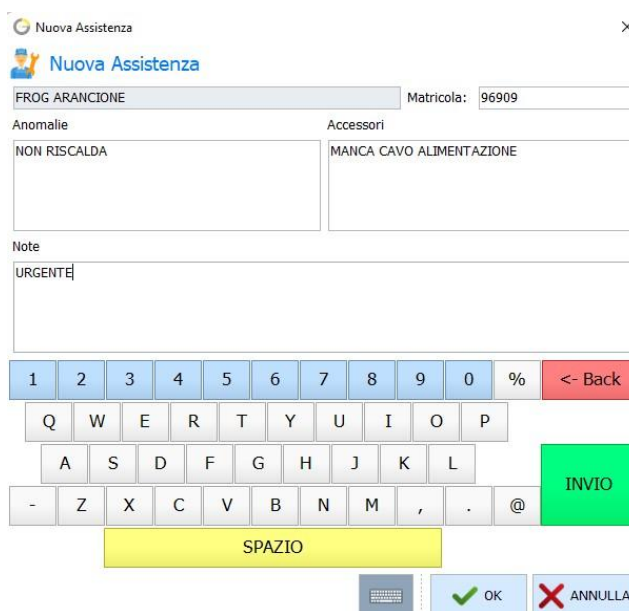 Nuova Assistenza
Nuova Assistenza
FROG ARANCIONE Matricola: 96909
Anomalie Accessori
NON RISCALDA MANCA CAVO ALIMENTAZIONE
Note
URGENTE
1 2 3 4 5 6 7 8 9 0 % <- Back
Q W E R T Y U I O P
A S D F G H J K L
INVIO
- Z X C V B N M , . @
SPAZIO
OK ANNULLA